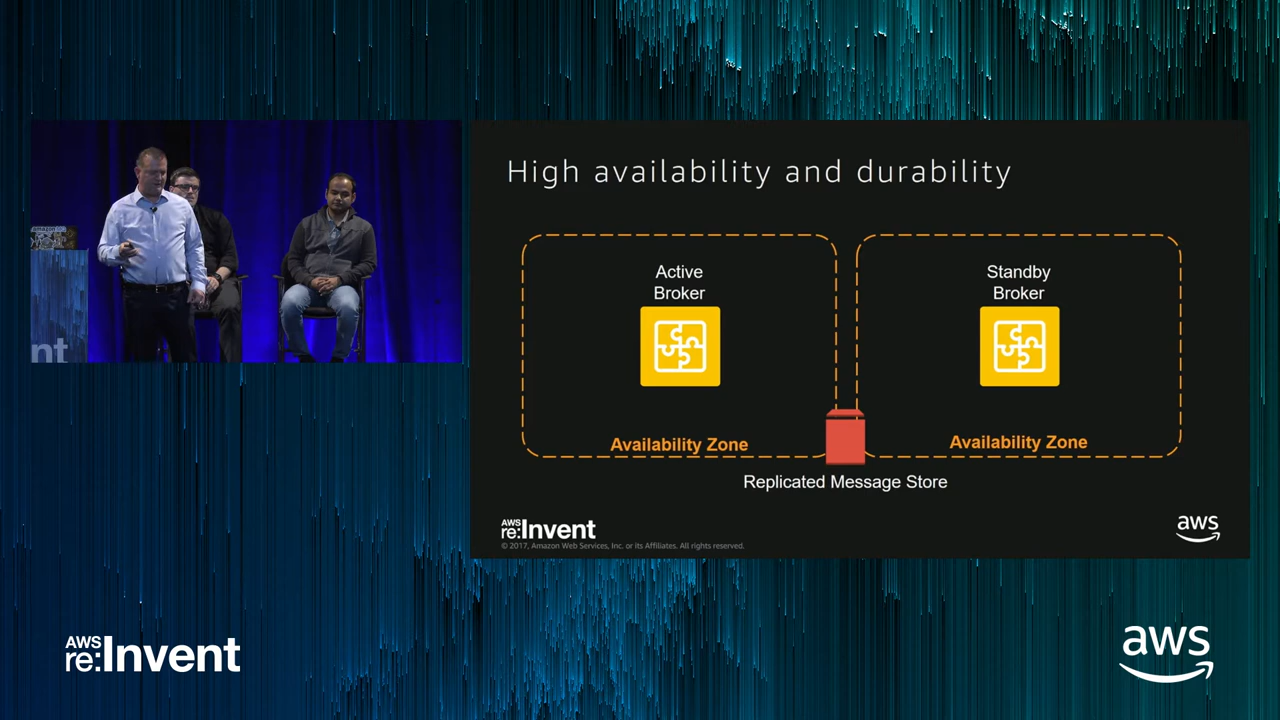 High availability and durability
Active
Broker
Standby
Broker
Availability Zone
Availability Zone
Replicated Message Store
AWS
re:Invent
© 2017, Amazon Web Services, Inc. or its Affiliates. All rights reserved.
aws
nt
AWS
re:Invent
aws